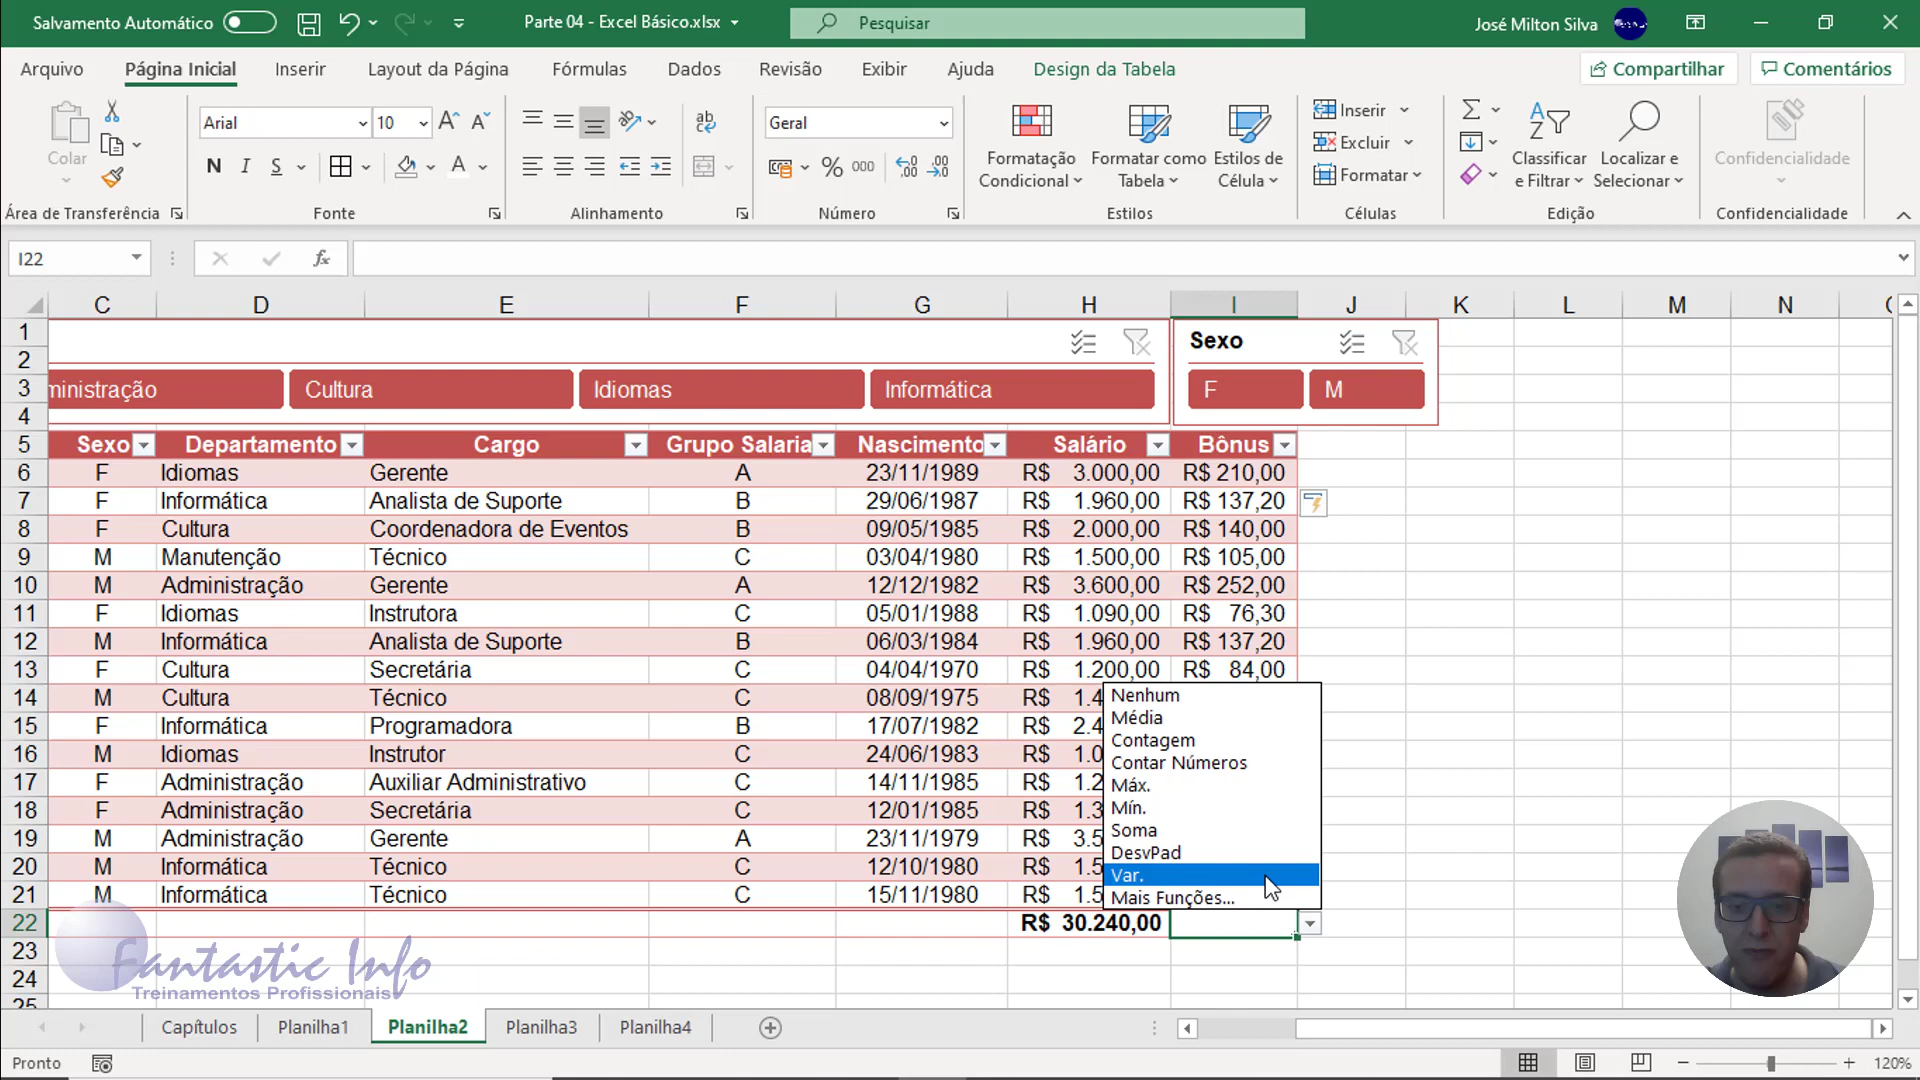 Salvamento Automático
Parte 04 - Excel Básico.xlsx
Pesquisar
José Milton Silva
Arquivo Página Inicial Inserir Layout da Página Fórmulas Dados Revisão Exibir Ajuda Design da Tabela
Compartilhar Comentários
Colar
Arial 10
N I S
ab
Geral
% 000
Formatação Condicional
Formatar como Tabela
Estilos de Célula
Inserir
Excluir
Formatar
Classificar e Filtrar
Localizar e Selecionar
Confidencialidade
Área de Transferência Fonte Alinhamento Número Estilos Células Edição Confidencialidade
I22 fx
C D E F G H I J K L M N
1 Sexo
2
3 ministração Cultura Idiomas Informática F M
4
5 Sexo Departamento Cargo Grupo Salaria Nascimento Salário Bônus
6 F Idiomas Gerente A 23/11/1989 R$ 3.000,00 R$ 210,00
7 F Informática Analista de Suporte B 29/06/1987 R$ 1.960,00 R$ 137,20
8 F Cultura Coordenadora de Eventos B 09/05/1985 R$ 2.000,00 R$ 140,00
9 M Manutenção Técnico C 03/04/1980 R$ 1.500,00 R$ 105,00
10 M Administração Gerente A 12/12/1982 R$ 3.600,00 R$ 252,00
11 F Idiomas Instrutora C 05/01/1988 R$ 1.090,00 R$ 76,30
12 M Informática Analista de Suporte B 06/03/1984 R$ 1.960,00 R$ 137,20
13 F Cultura Secretária C 04/04/1970 R$ 1.200,00 R$ 84,00
14 M Cultura Técnico C 08/09/1975 R$ 1.4
15 F Informática Programadora B 17/07/1982 R$ 2.4
16 M Idiomas Instrutor C 24/06/1983 R$ 1.0
17 F Administração Auxiliar Administrativo C 14/11/1985 R$ 1.2
18 F Administração Secretária C 12/01/1985 R$ 1.3
19 M Administração Gerente A 23/11/1979 R$ 3.5
20 M Informática Técnico C 12/10/1980 R$ 1.5
21 M Informática Técnico C 15/11/1980 R$ 1.5
Nenhum
Média
Contagem
Contar Números
Máx.
Mín.
Soma
DesvPad
Var.
Mais Funções...
22 R$ 30.240,00
23
24
25
Fantastic Info
Treinamentos Profissionais
Capítulos Planilha1 Planilha2 Planilha3 Planilha4
Pronto 120%